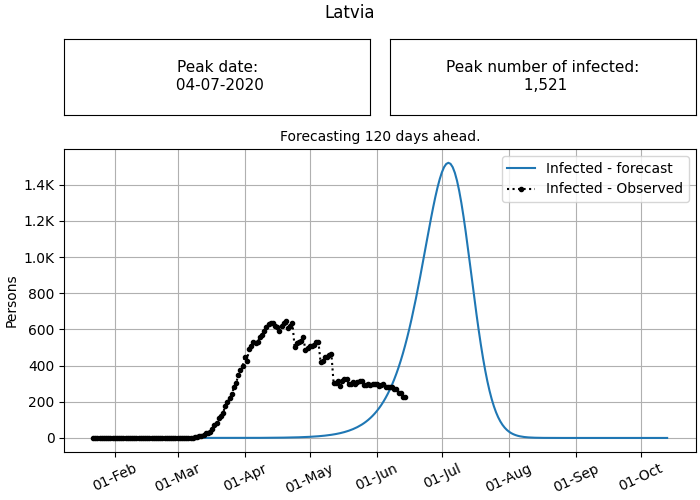 Latvia
Peak date:
04-07-2020
Peak number of infected:
1,521
Forecasting 120 days ahead.
Infected - forecast
Infected - Observed
1.4K
1.2K
1.0K
800
600
400
200
0
Persons
01-Feb
01-Mar
01-Apr
01-May
01-Jun
01-Jul
01-Aug
01-Sep
01-Oct